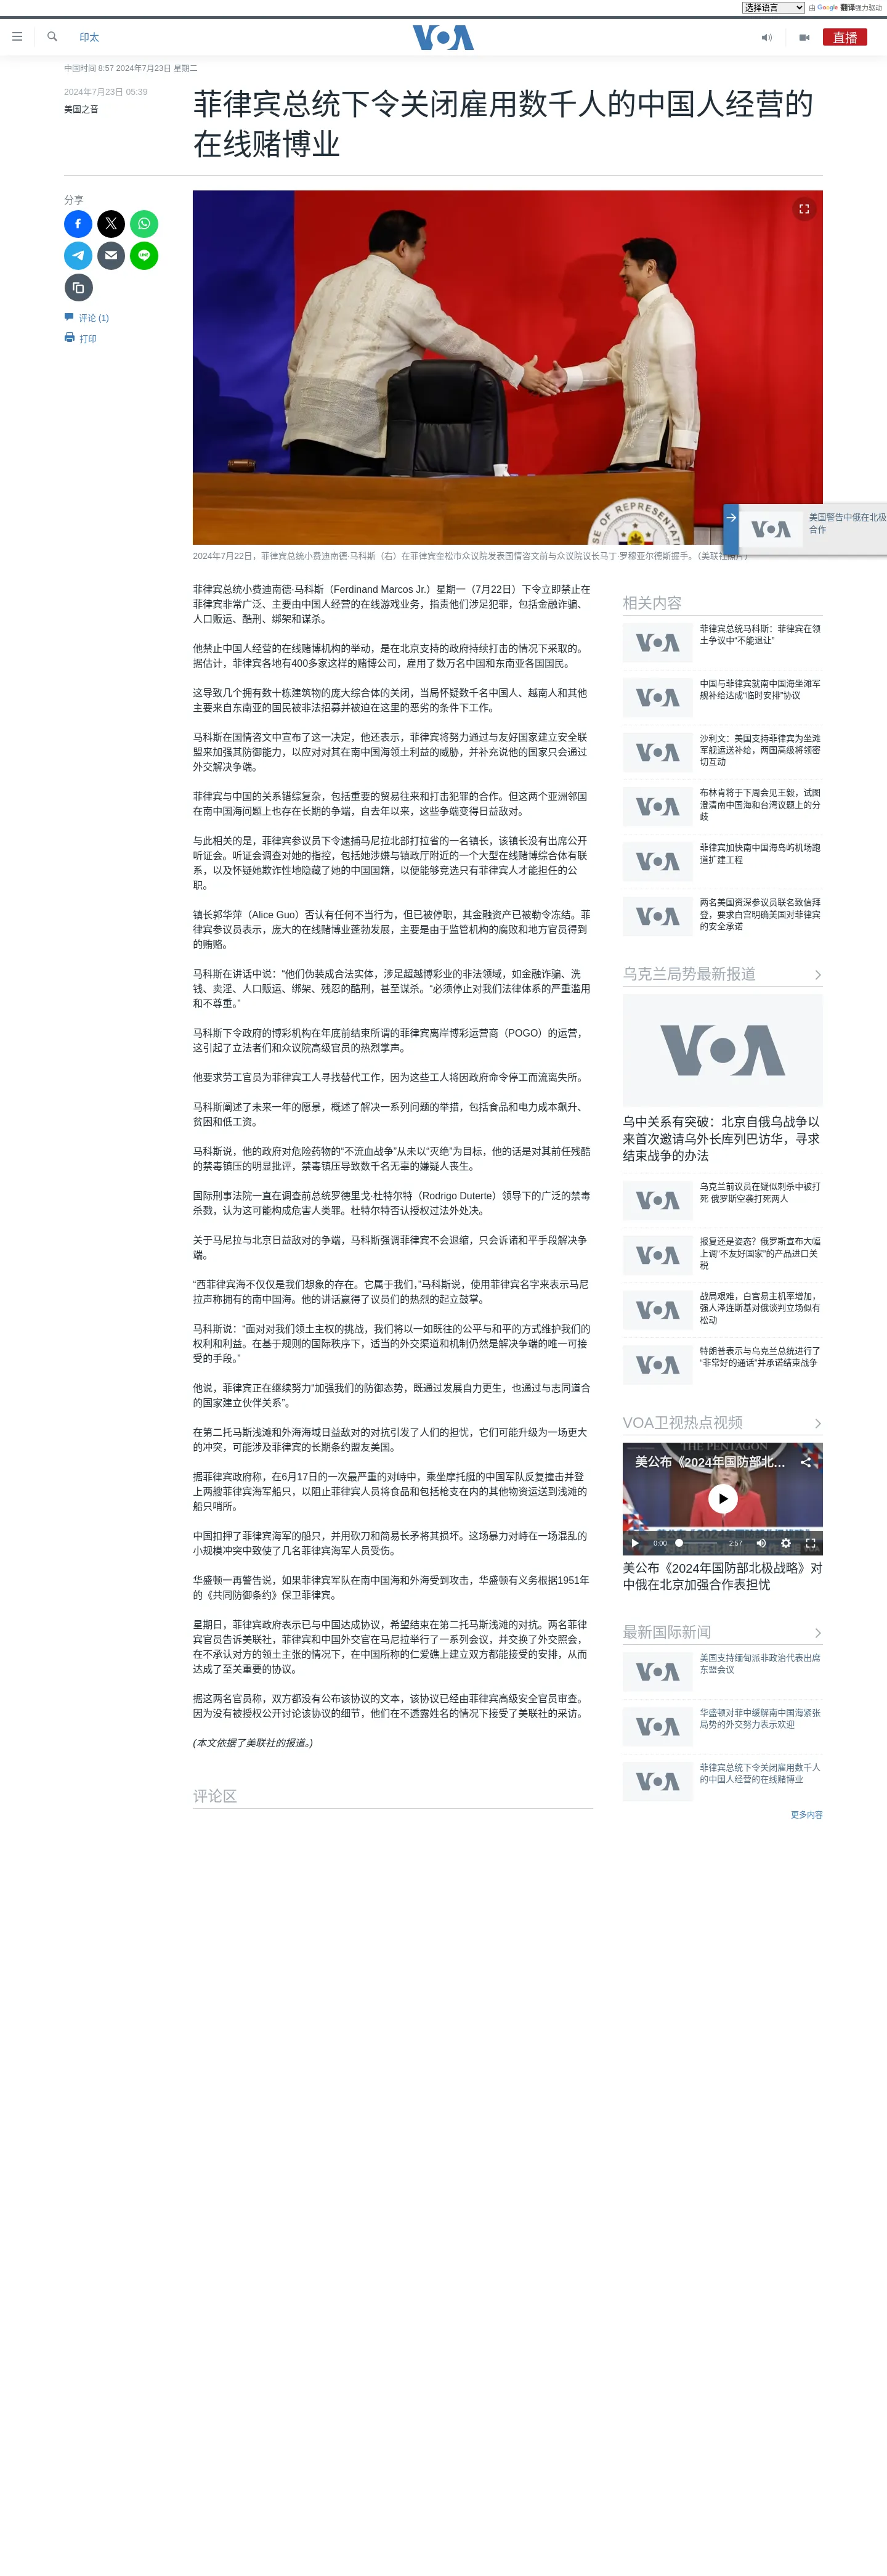 选择语言
由 Google 翻译强力驱动
印太
VOA
直播
中国时间 8:57 2024年7月23日 星期二
2024年7月23日 05:39
美国之音
菲律宾总统下令关闭雇用数千人的中国人经营的
在线赌博业
分享
评论 (1)
打印
2024年7月22日，菲律宾总统小费迪南德·马科斯（右）在菲律宾奎松市众议院发表国情咨文前与众议院议长马丁·罗穆亚尔德斯握手。（美联社照片）
美国警告中俄在北极
合作
菲律宾总统小费迪南德·马科斯（Ferdinand Marcos Jr.）星期一（7月22日）下令立即禁止在
菲律宾非常广泛、主要由中国人经营的在线游戏业务，指责他们涉足犯罪，包括金融诈骗、
人口贩运、酷刑、绑架和谋杀。
他禁止中国人经营的在线赌博机构的举动，是在北京支持的政府持续打击的情况下采取的。
据估计，菲律宾各地有400多家这样的赌博公司，雇用了数万名中国和东南亚各国国民。
这导致几个拥有数十栋建筑物的庞大综合体的关闭，当局怀疑数千名中国人、越南人和其他
主要来自东南亚的国民被非法招募并被迫在这里的恶劣的条件下工作。
马科斯在国情咨文中宣布了这一决定，他还表示，菲律宾将努力通过与友好国家建立安全联
盟来加强其防御能力，以应对对其在南中国海领土利益的威胁，并补充说他的国家只会通过
外交解决争端。
菲律宾与中国的关系错综复杂，包括重要的贸易往来和打击犯罪的合作。但这两个亚洲邻国
在南中国海问题上也存在长期的争端，自去年以来，这些争端变得日益敌对。
与此相关的是，菲律宾参议员下令逮捕马尼拉北部打拉省的一名镇长，该镇长没有出席公开
听证会。听证会调查对她的指控，包括她涉嫌与镇政厅附近的一个大型在线赌博综合体有联
系，以及怀疑她欺诈性地隐藏了她的中国国籍，以便能够竞选只有菲律宾人才能担任的公
职。
镇长郭华萍（Alice Guo）否认有任何不当行为，但已被停职，其金融资产已被勒令冻结。菲
律宾参议员表示，庞大的在线赌博业蓬勃发展，主要是由于监管机构的腐败和地方官员得到
的贿赂。
马科斯在讲话中说：“他们伪装成合法实体，涉足超越博彩业的非法领域，如金融诈骗、洗
钱、卖淫、人口贩运、绑架、残忍的酷刑，甚至谋杀。“必须停止对我们法律体系的严重滥用
和不尊重。”
马科斯下令政府的博彩机构在年底前结束所谓的菲律宾离岸博彩运营商（POGO）的运营，
这引起了立法者们和众议院高级官员的热烈掌声。
他要求劳工官员为菲律宾工人寻找替代工作，因为这些工人将因政府命令停工而流离失所。
马科斯阐述了未来一年的愿景，概述了解决一系列问题的举措，包括食品和电力成本飙升、
贫困和低工资。
马科斯说，他的政府对危险药物的“不流血战争”从未以“灭绝”为目标，他的话是对其前任残酷
的禁毒镇压的明显批评，禁毒镇压导致数千名无辜的嫌疑人丧生。
国际刑事法院一直在调查前总统罗德里戈·杜特尔特（Rodrigo Duterte）领导下的广泛的禁毒
杀戮，认为这可能构成危害人类罪。杜特尔特否认授权过法外处决。
关于马尼拉与北京日益敌对的争端，马科斯强调菲律宾不会退缩，只会诉诸和平手段解决争
端。
“西菲律宾海不仅仅是我们想象的存在。它属于我们，”马科斯说，使用菲律宾名字来表示马尼
拉声称拥有的南中国海。他的讲话赢得了议员们的热烈的起立鼓掌。
马科斯说：“面对对我们领土主权的挑战，我们将以一如既往的公平与和平的方式维护我们的
权利和利益。在基于规则的国际秩序下，适当的外交渠道和机制仍然是解决争端的唯一可接
受的手段。”
他说，菲律宾正在继续努力“加强我们的防御态势，既通过发展自力更生，也通过与志同道合
的国家建立伙伴关系”。
在第二托马斯浅滩和外海海域日益敌对的对抗引发了人们的担忧，它们可能升级为一场更大
的冲突，可能涉及菲律宾的长期条约盟友美国。
据菲律宾政府称，在6月17日的一次最严重的对峙中，乘坐摩托艇的中国军队反复撞击并登
上两艘菲律宾海军船只，以阻止菲律宾人员将食品和包括枪支在内的其他物资运送到浅滩的
船只哨所。
中国扣押了菲律宾海军的船只，并用砍刀和简易长矛将其损坏。这场暴力对峙在一场混乱的
小规模冲突中致使了几名菲律宾海军人员受伤。
华盛顿一再警告说，如果菲律宾军队在南中国海和外海受到攻击，华盛顿有义务根据1951年
的《共同防御条约》保卫菲律宾。
星期日，菲律宾政府表示已与中国达成协议，希望结束在第二托马斯浅滩的对抗。两名菲律
宾官员告诉美联社，菲律宾和中国外交官在马尼拉举行了一系列会议，并交换了外交照会，
在不承认对方的领土主张的情况下，在中国所称的仁爱礁上建立双方都能接受的安排，从而
达成了至关重要的协议。
据这两名官员称，双方都没有公布该协议的文本，该协议已经由菲律宾高级安全官员审查。
因为没有被授权公开讨论该协议的细节，他们在不透露姓名的情况下接受了美联社的采访。
(本文依据了美联社的报道。)
评论区
相关内容
菲律宾总统马科斯：菲律宾在领
土争议中“不能退让”
中国与菲律宾就南中国海坐滩军
舰补给达成“临时安排”协议
沙利文：美国支持菲律宾为坐滩
军舰运送补给，两国高级将领密
切互动
布林肯将于下周会见王毅，试图
澄清南中国海和台湾议题上的分
歧
菲律宾加快南中国海岛屿机场跑
道扩建工程
两名美国资深参议员联名致信拜
登，要求白宫明确美国对菲律宾
的安全承诺
乌克兰局势最新报道
乌中关系有突破：北京自俄乌战争以
来首次邀请乌外长库列巴访华，寻求
结束战争的办法
乌克兰前议员在疑似刺杀中被打
死 俄罗斯空袭打死两人
报复还是姿态？俄罗斯宣布大幅
上调“不友好国家”的产品进口关
税
战局艰难，白宫易主机率增加，
强人泽连斯基对俄谈判立场似有
松动
特朗普表示与乌克兰总统进行了
“非常好的通话”并承诺结束战争
VOA卫视热点视频
THE PENTAGON
美公布《2024年国防部北...
0:00
2:57
美公布《2024年国防部北极战略》对
中俄在北京加强合作表担忧
最新国际新闻
美国支持缅甸派非政治代表出席
东盟会议
华盛顿对菲中缓解南中国海紧张
局势的外交努力表示欢迎
菲律宾总统下令关闭雇用数千人
的中国人经营的在线赌博业
更多内容